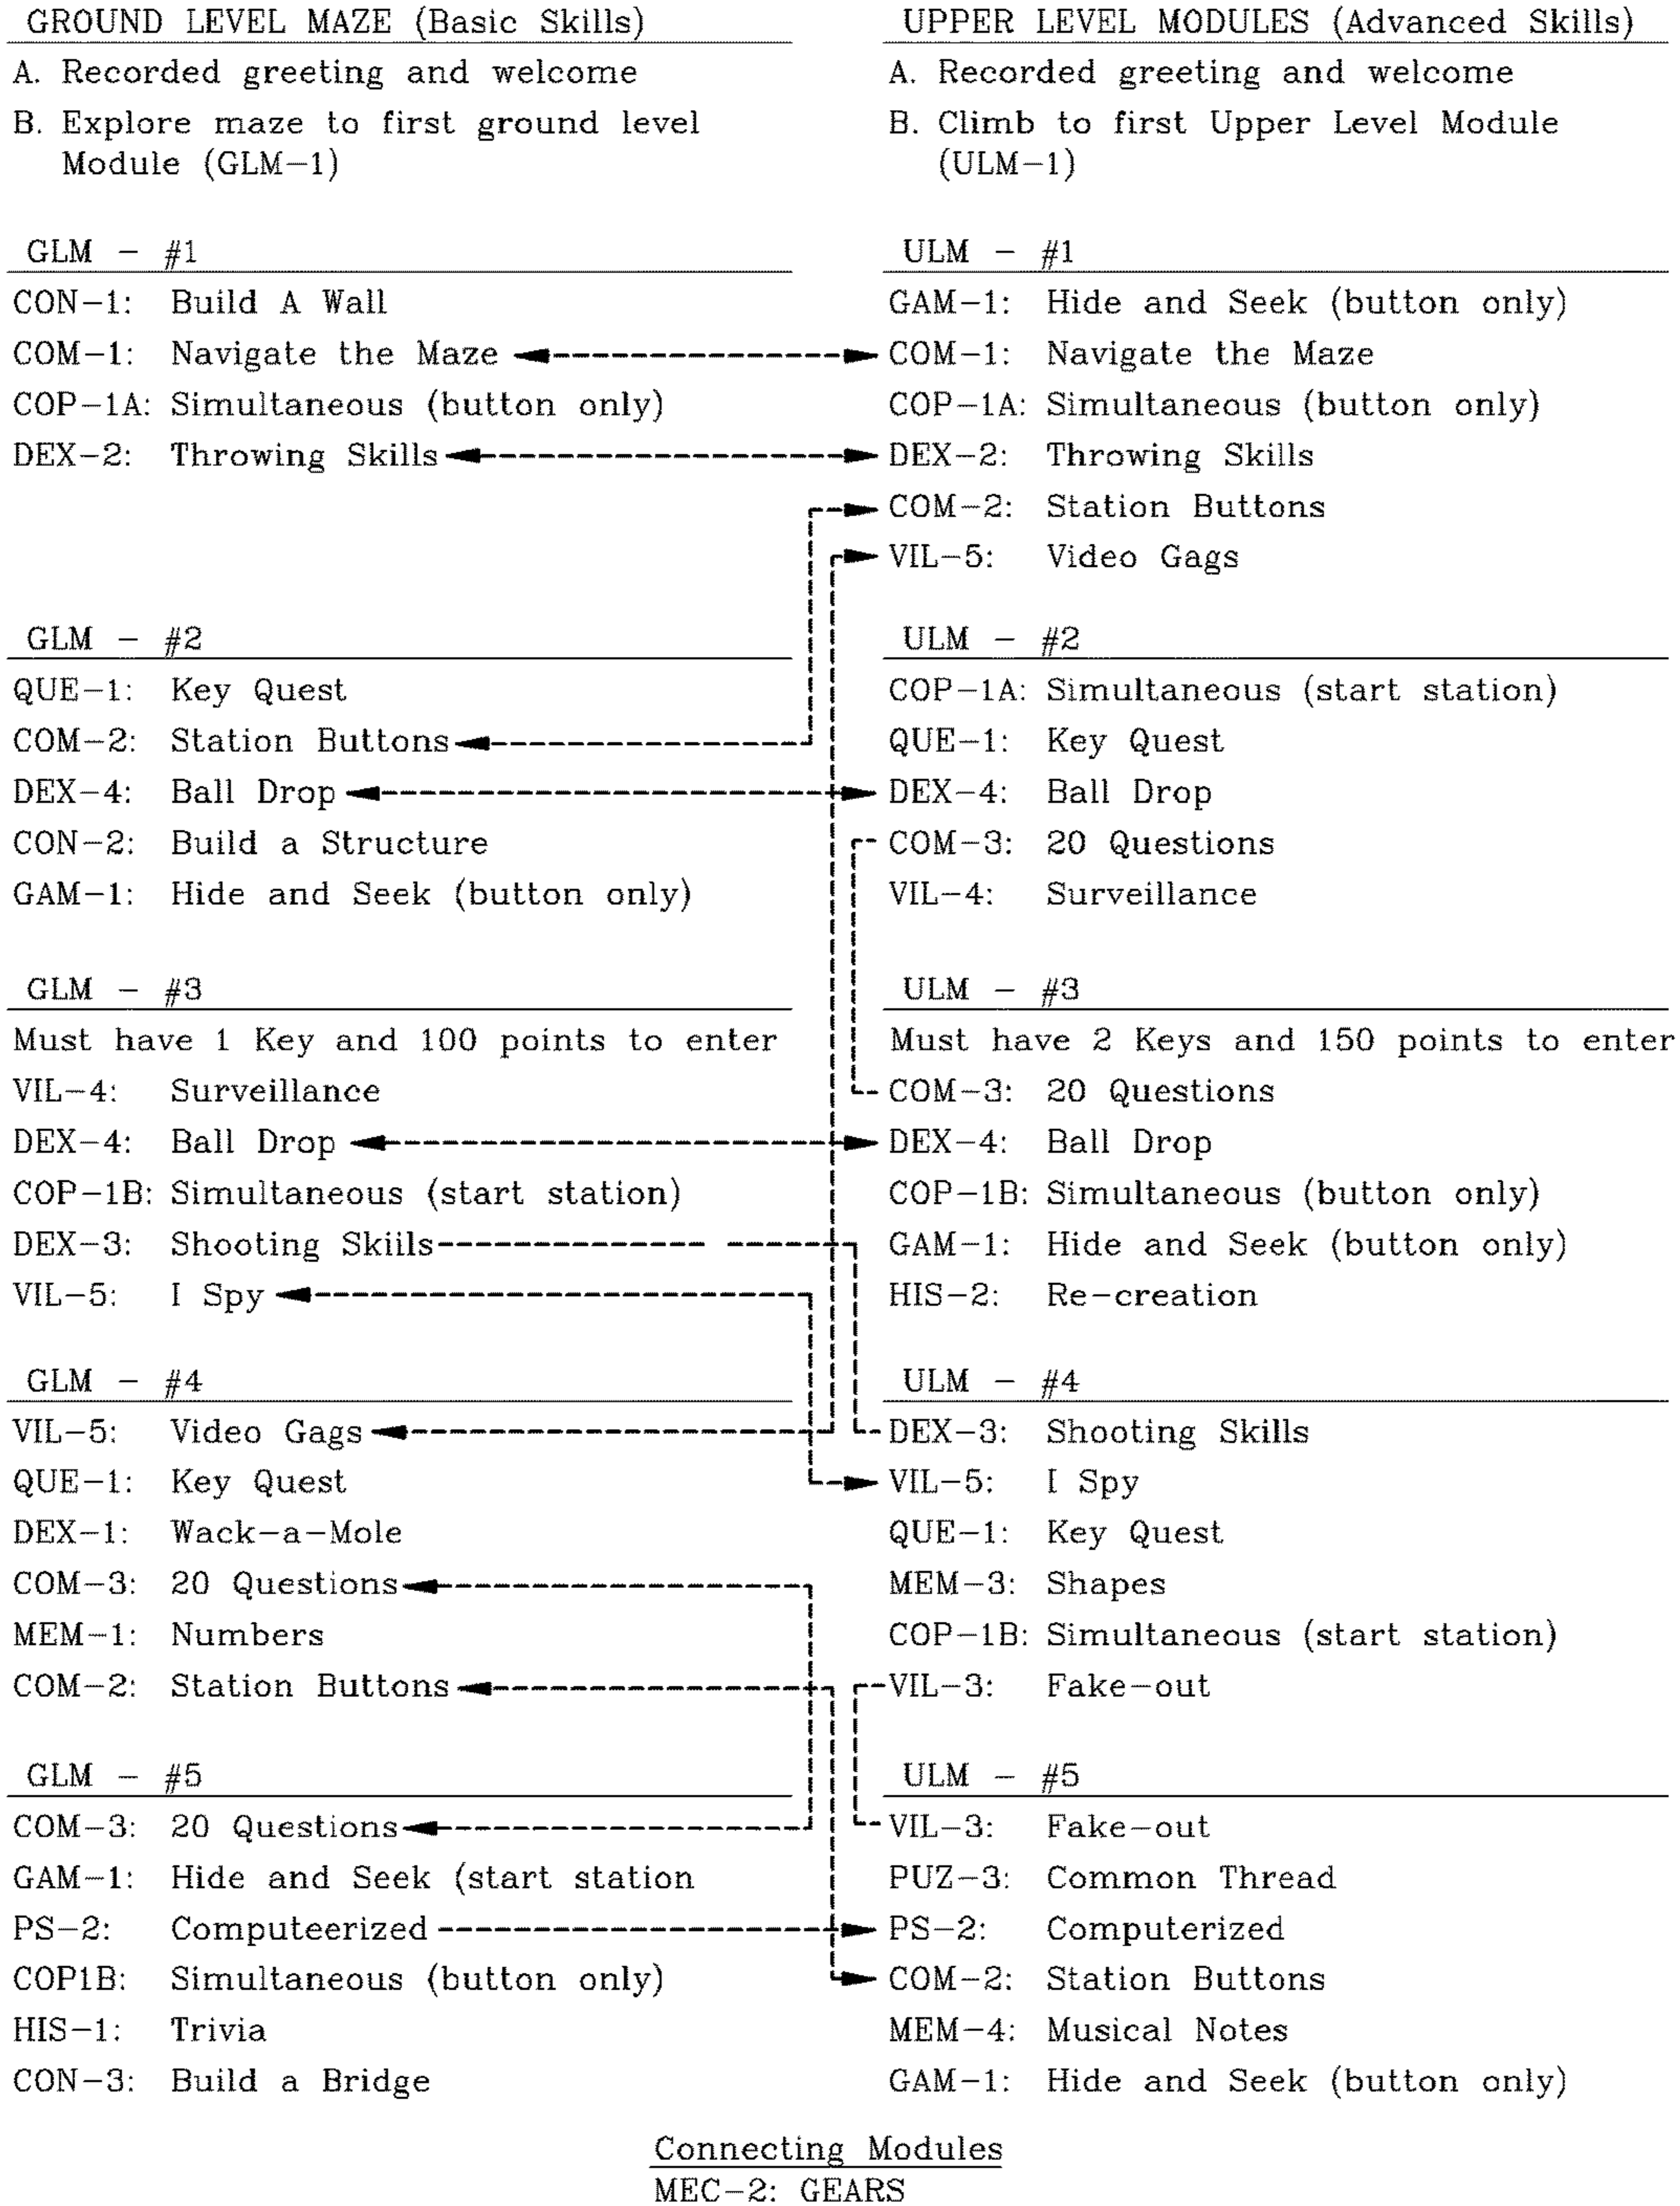 GROUND LEVEL MAZE (Basic Skills)
A. Recorded greeting and welcome
B. Explore maze to first ground level
Module (GLM-1)
GLM - #1
CON-1: Build A Wall
COM-1: Navigate the Maze
COP-1A: Simultaneous (button only)
DEX-2: Throwing Skills
GLM - #2
QUE-1: Key Quest
COM-2: Station Buttons
DEX-4: Ball Drop
CON-2: Build a Structure
GAM-1: Hide and Seek (button only)
GLM - #3
Must have 1 Key and 100 points to enter
VIL-4: Surveillance
DEX-4: Ball Drop
COP-1B: Simultaneous (start station)
DEX-3: Shooting Skiils
VIL-5: I Spy
GLM - #4
VIL-5: Video Gags
QUE-1: Key Quest
DEX-1: Wack-a-Mole
COM-3: 20 Questions
MEM-1: Numbers
COM-2: Station Buttons
GLM - #5
COM-3: 20 Questions
GAM-1: Hide and Seek (start station
PS-2: Computeerized
COP1B: Simultaneous (button only)
HIS-1: Trivia
CON-3: Build a Bridge
UPPER LEVEL MODULES (Advanced Skills)
A. Recorded greeting and welcome
B. Climb to first Upper Level Module
(ULM-1)
ULM - #1
GAM-1: Hide and Seek (button only)
COM-1: Navigate the Maze
COP-1A: Simultaneous (button only)
DEX-2: Throwing Skills
COM-2: Station Buttons
VIL-5: Video Gags
ULM - #2
COP-1A: Simultaneous (start station)
QUE-1: Key Quest
DEX-4: Ball Drop
COM-3: 20 Questions
VIL-4: Surveillance
ULM - #3
Must have 2 Keys and 150 points to enter
COM-3: 20 Questions
DEX-4: Ball Drop
COP-1B: Simultaneous (button only)
GAM-1: Hide and Seek (button only)
HIS-2: Re-creation
ULM - #4
DEX-3: Shooting Skills
VIL-5: I Spy
QUE-1: Key Quest
MEM-3: Shapes
COP-1B: Simultaneous (start station)
VIL-3: Fake-out
ULM - #5
VIL-3: Fake-out
PUZ-3: Common Thread
PS-2: Computerized
COM-2: Station Buttons
MEM-4: Musical Notes
GAM-1: Hide and Seek (button only)
Connecting Modules
MEC-2: GEARS